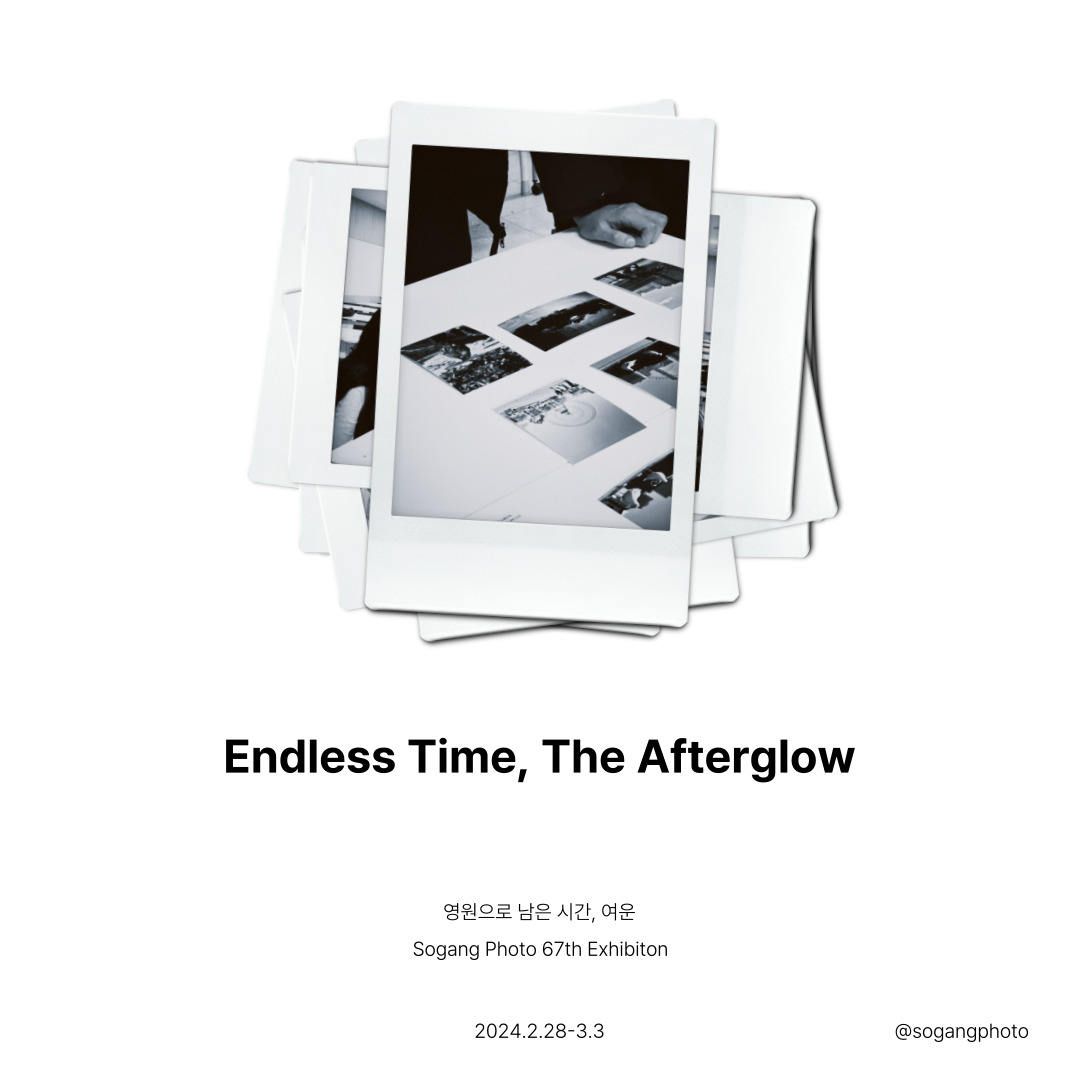 Endless Time, The Afterglow
영원으로 남은 시간, 여운
Sogang Photo 67th Exhibiton
2024.2.28-3.3
@sogangphoto